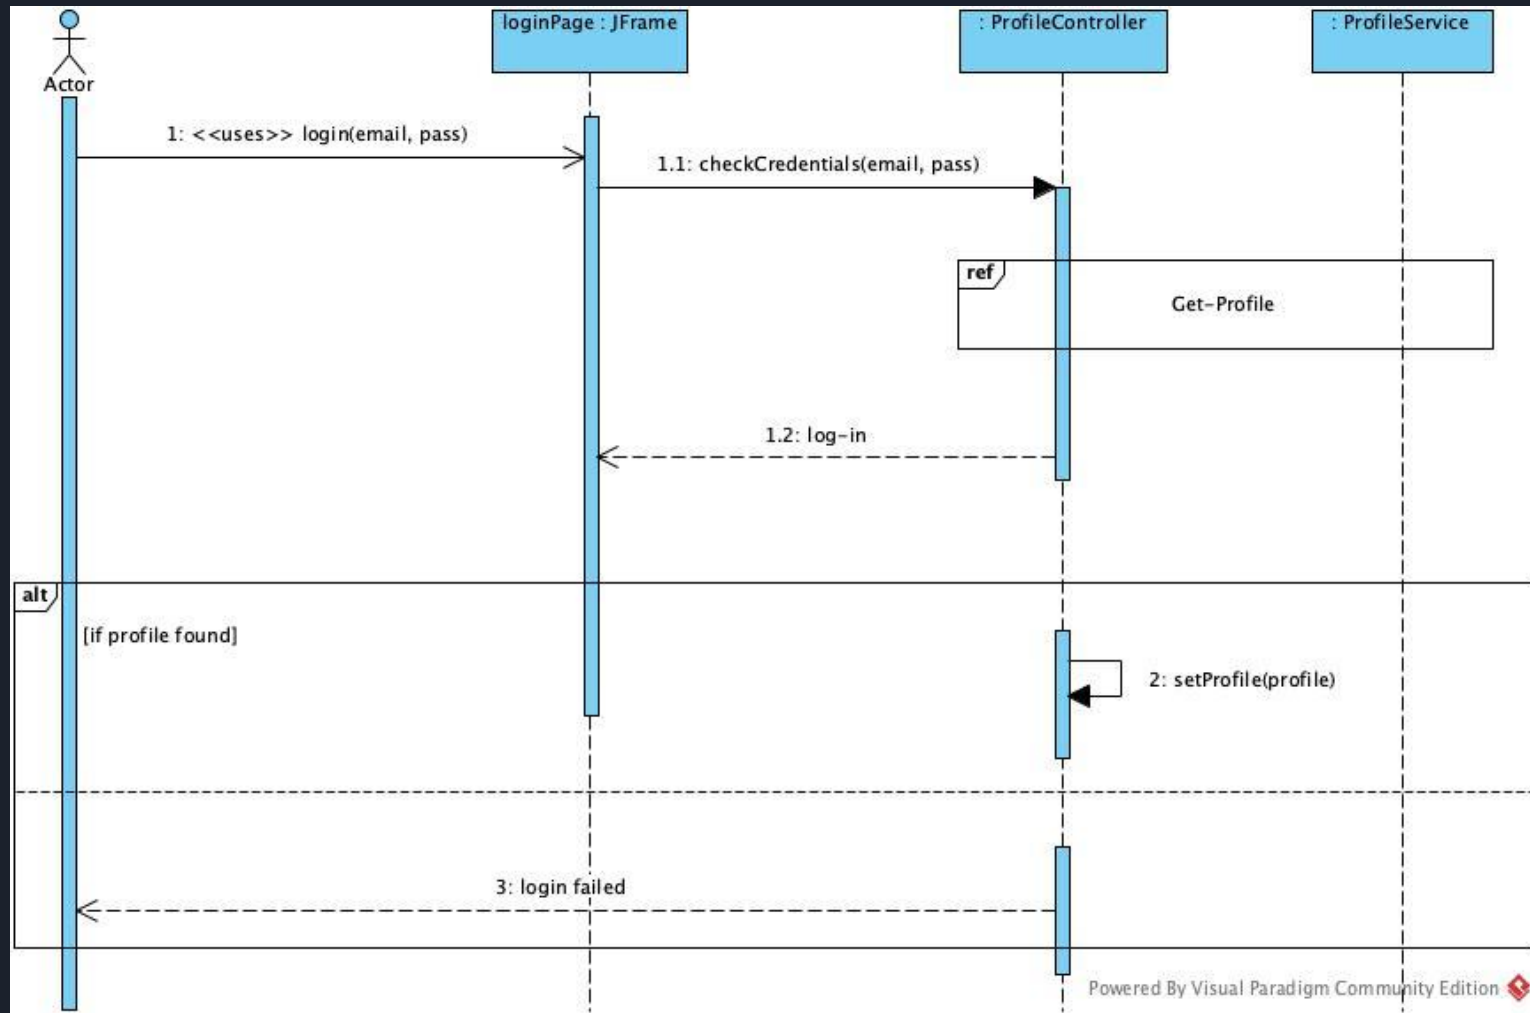 loginPage : JFrame
: ProfileController
: ProfileService
Actor
1: <<uses>> login(email, pass)
1.1: checkCredentials(email, pass)
ref
Get-Profile
1.2: log-in
alt
[if profile found]
2: setProfile(profile)
3: login failed
Powered By Visual Paradigm Community Edition